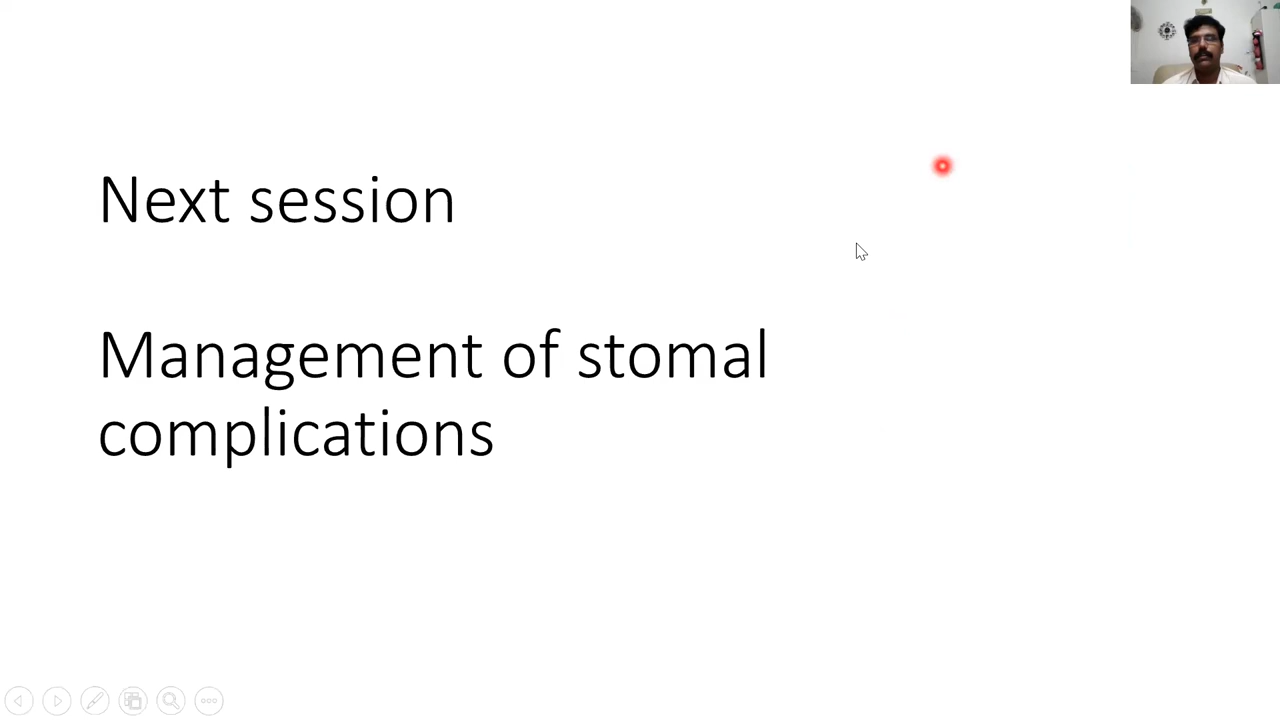 Next session
Management of stomal
complications